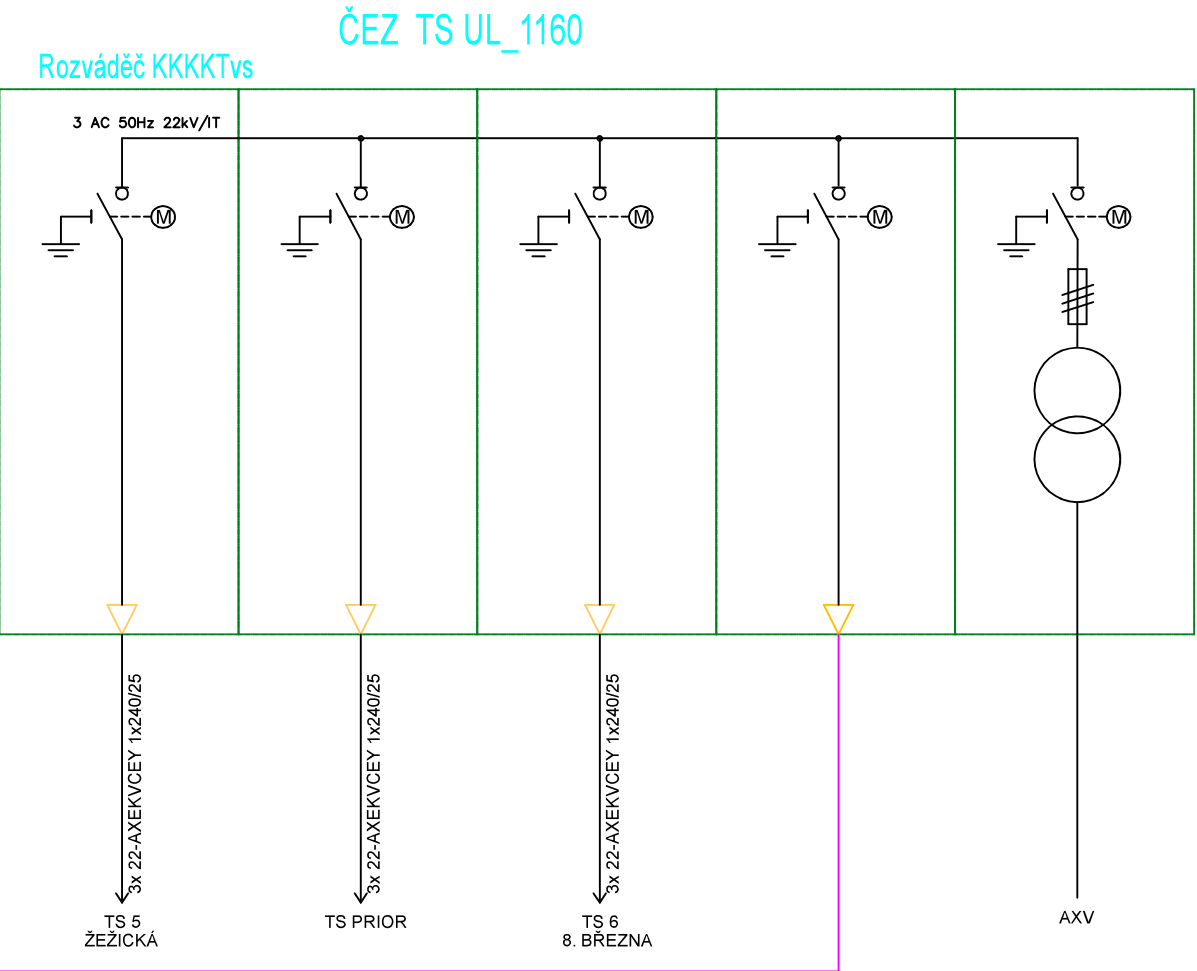 ČEZ TS UL_1160
Rozváděč KKKKTvs
3 AC 50Hz 22kV/IT
M
M
M
M
M
3x 22-AXEKVCEY 1x240/25
3x 22-AXEKVCEY 1x240/25
3x 22-AXEKVCEY 1x240/25
TS 5
ŽEŽICKÁ
TS PRIOR
TS 6
8. BŘEZNA
AXV